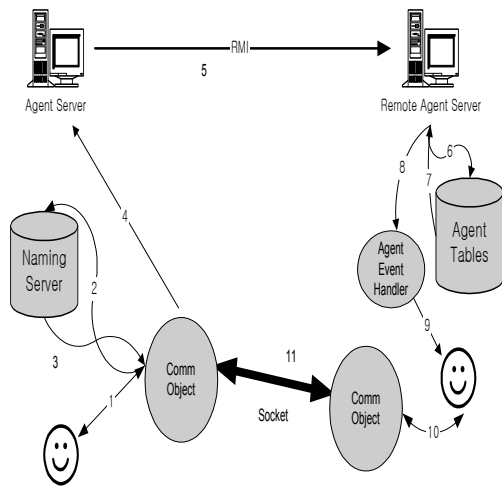 RMI
5
Agent Server
Remote Agent Server
8
6
7
4
Agent
Tables
Naming
Server
2
Agent
Event
Handler
9
3
11
Comm
Object
Comm
Object
1
Socket
10